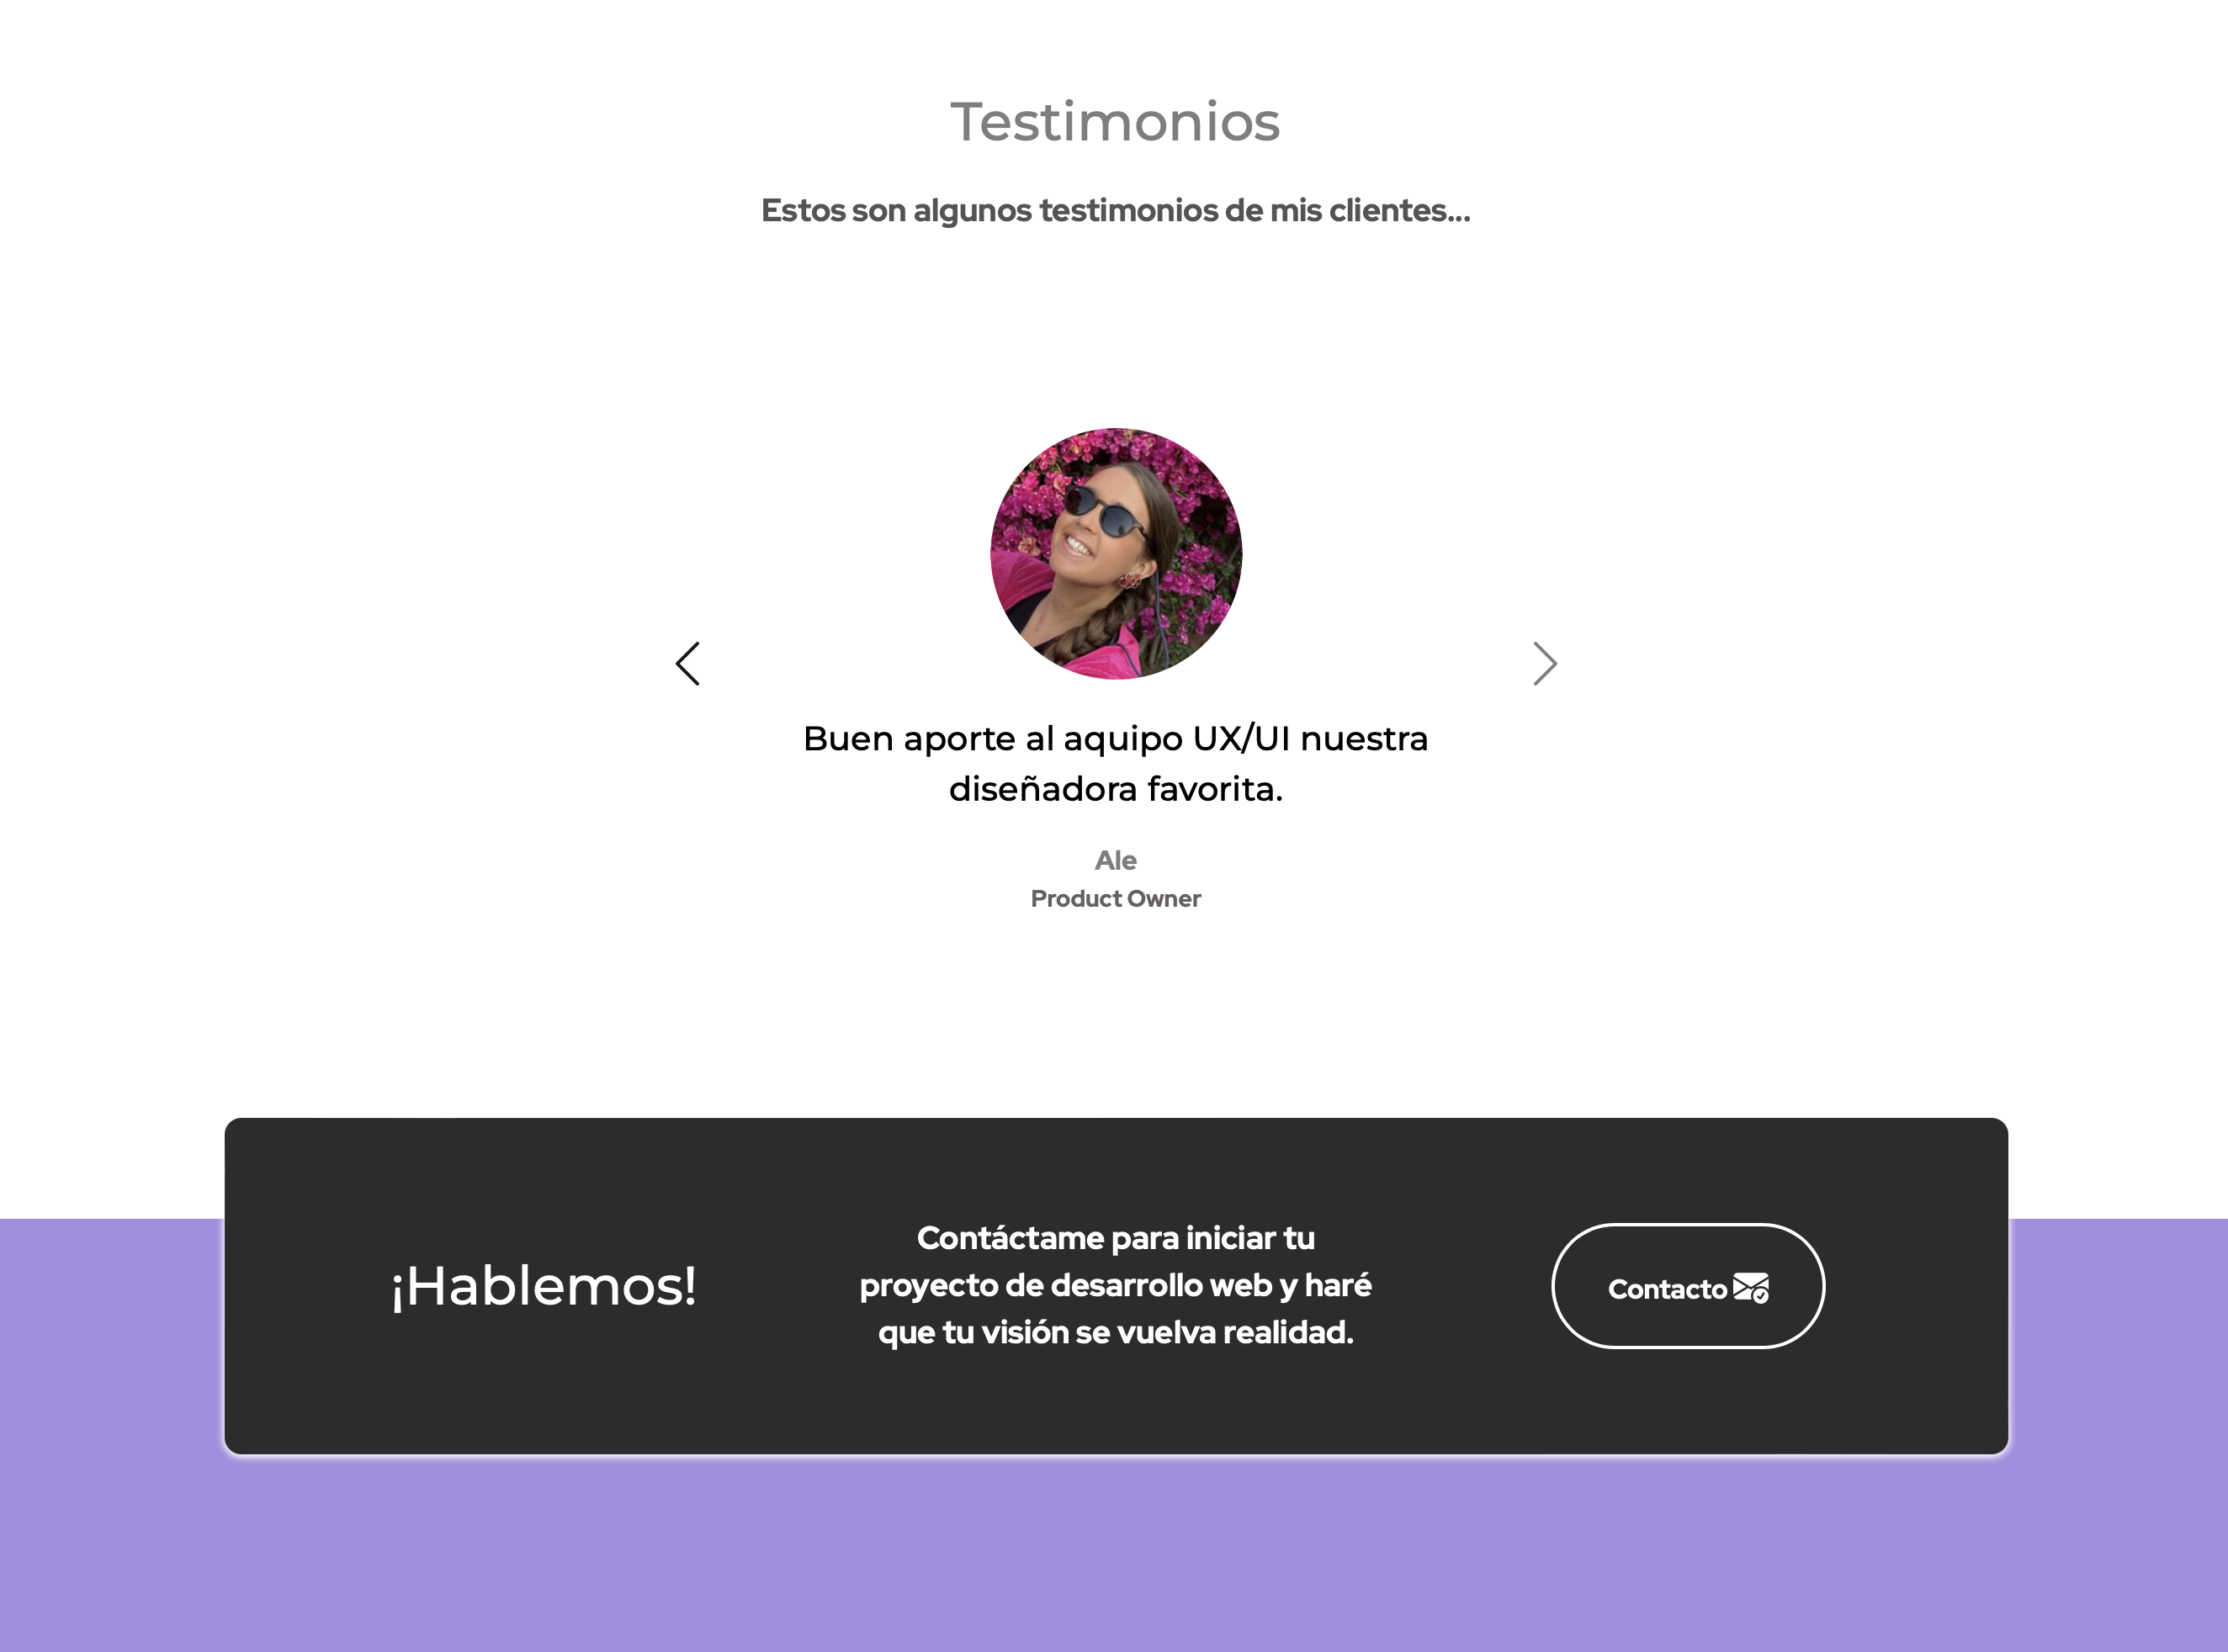 Testimonios
Estos son algunos testimonios de mis clientes...
Buen aporte al aquipo UX/UI nuestra
diseñadora favorita.
Ale
Product Owner
¡Hablemos!
Contáctame para iniciar tu
proyecto de desarrollo web y haré
que tu visión se vuelva realidad.
Contacto